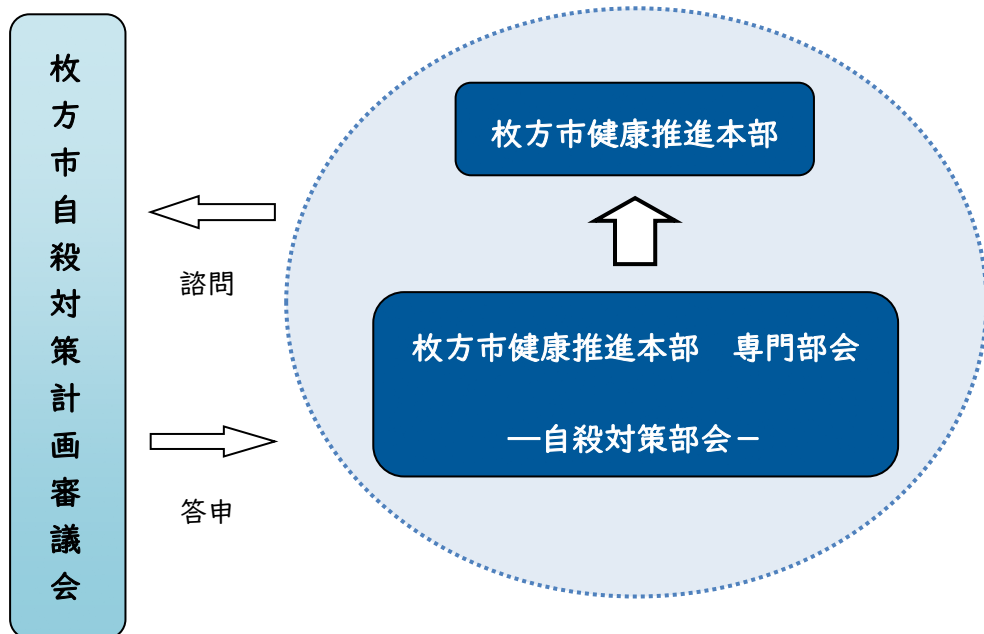 枚方市自殺対策計画審議会
諮問
答申
枚方市健康推進本部
枚方市健康推進本部　専門部会
―自殺対策部会－